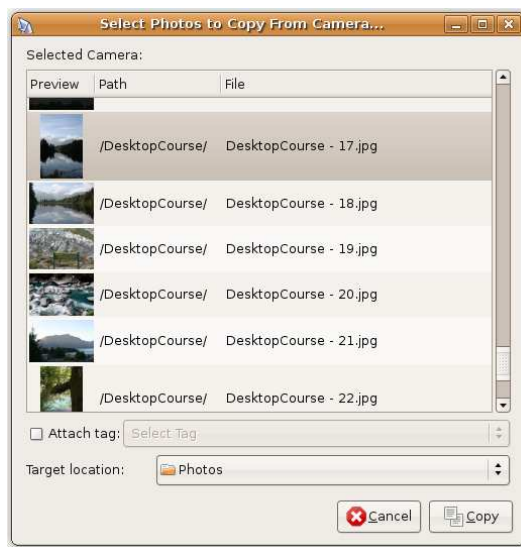 Select Photos to Copy From Camera...
Selected Camera:
Preview Path File
/DesktopCourse/ DesktopCourse - 17.jpg
/DesktopCourse/ DesktopCourse - 18.jpg
/DesktopCourse/ DesktopCourse - 19.jpg
/DesktopCourse/ DesktopCourse - 20.jpg
/DesktopCourse/ DesktopCourse - 21.jpg
/DesktopCourse/ DesktopCourse - 22.jpg
Attach tag: Select Tag
Target location: Photos
Cancel Copy